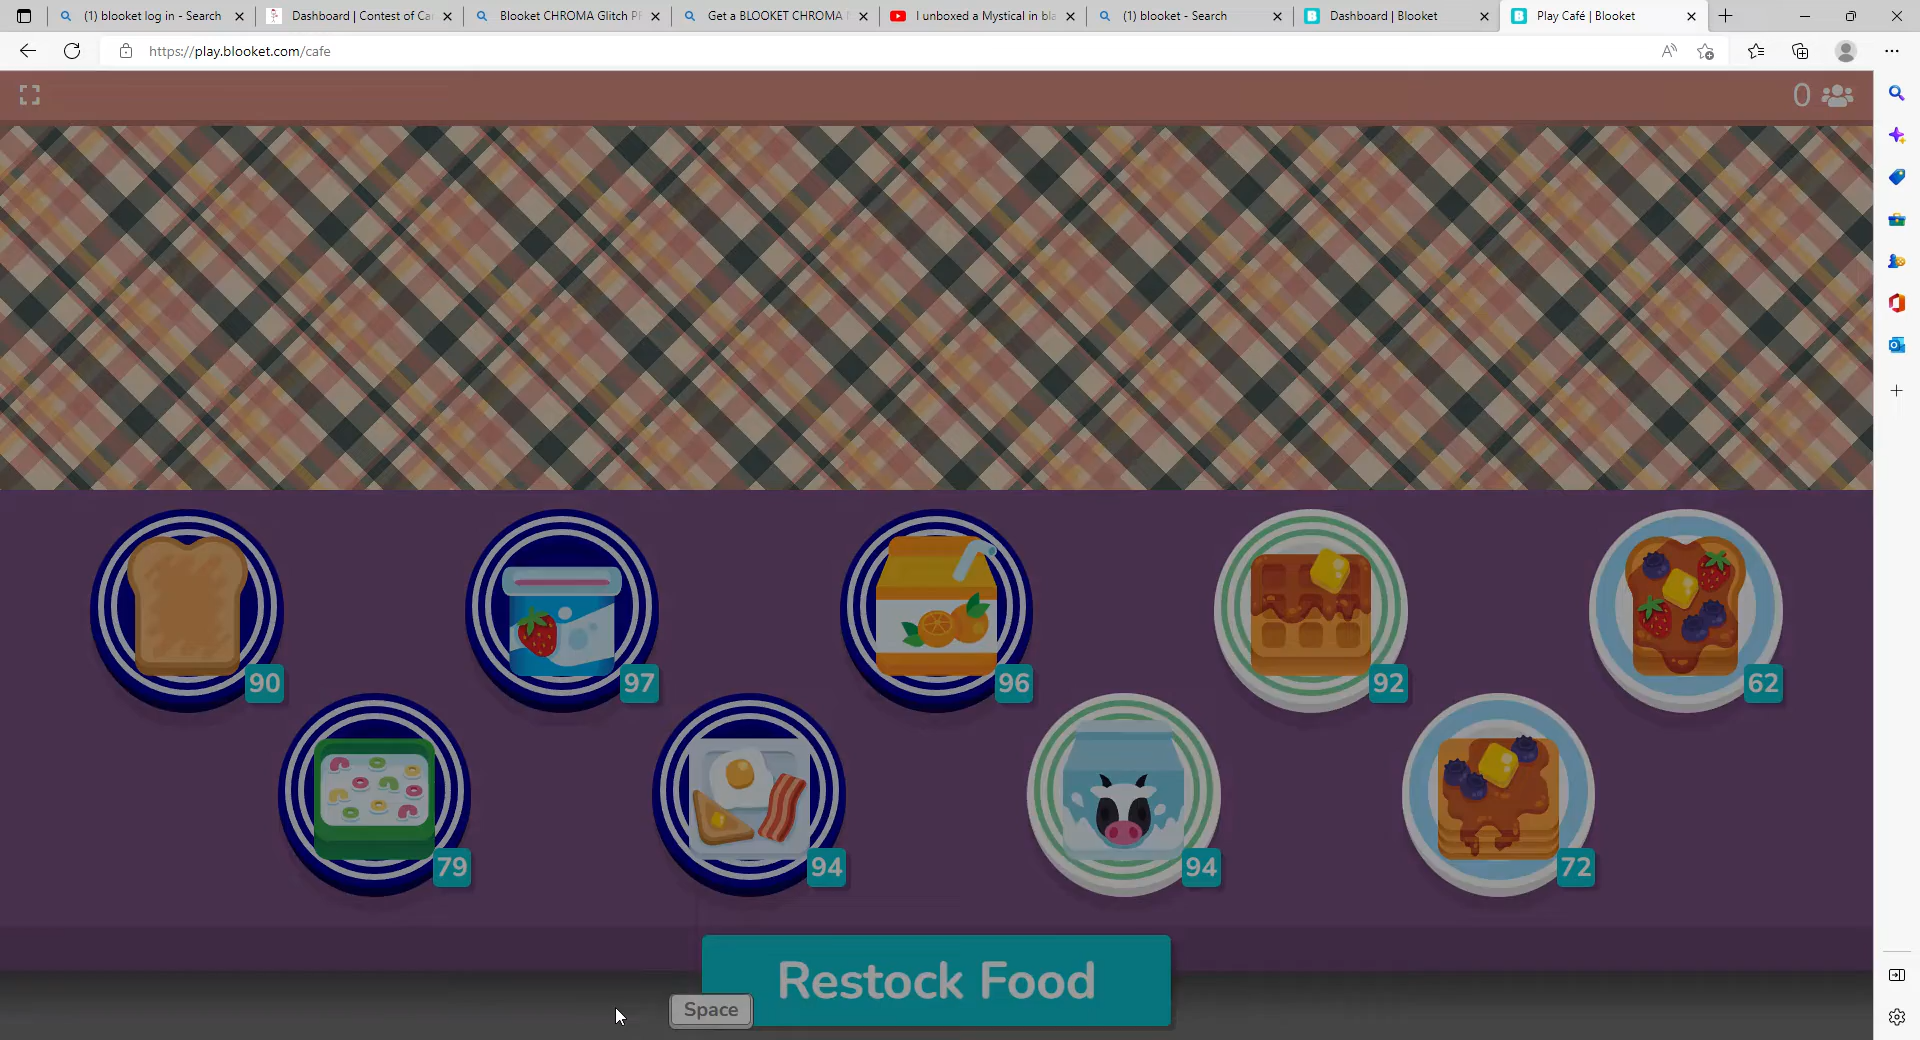 (1) blooket log in - Search
Dashboard | Contest of Ca
Blooket CHROMA Glitch P
Get a BLOOKET CHROMA
I unboxed a Mystical in bl
(1) blooket - Search
Dashboard | Blooket
Play Café | Blooket
https://play.blooket.com/cafe
0
90
97
96
92
62
79
94
94
72
Restock Food
Space